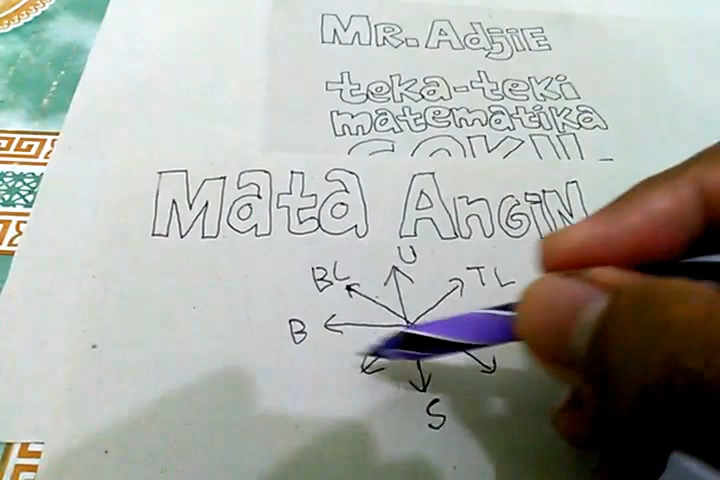 MR. AdjiE
teka-teki
matematika
Mata AnGiN
U
BL TL
B
S